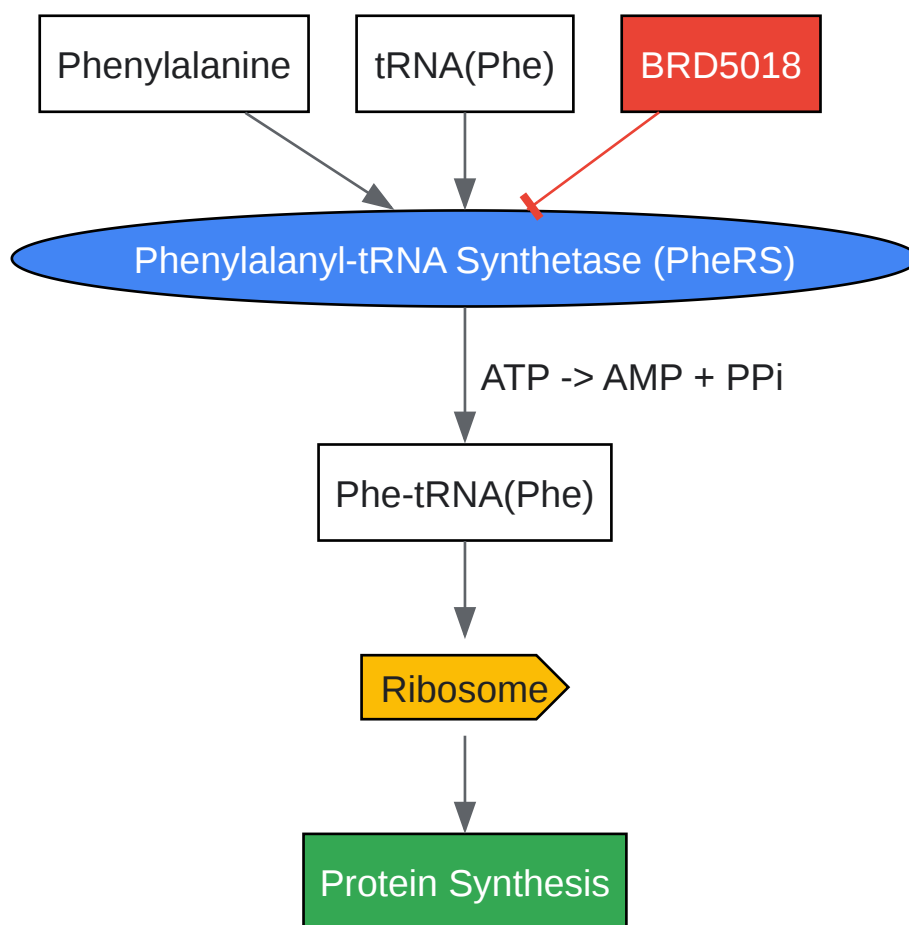 Phenylalanine
tRNA(Phe)
BRD5018
Phenylalanyl-tRNA Synthetase (PheRS)
ATP -> AMP + PPi
Phe-tRNA(Phe)
Ribosome
Protein Synthesis